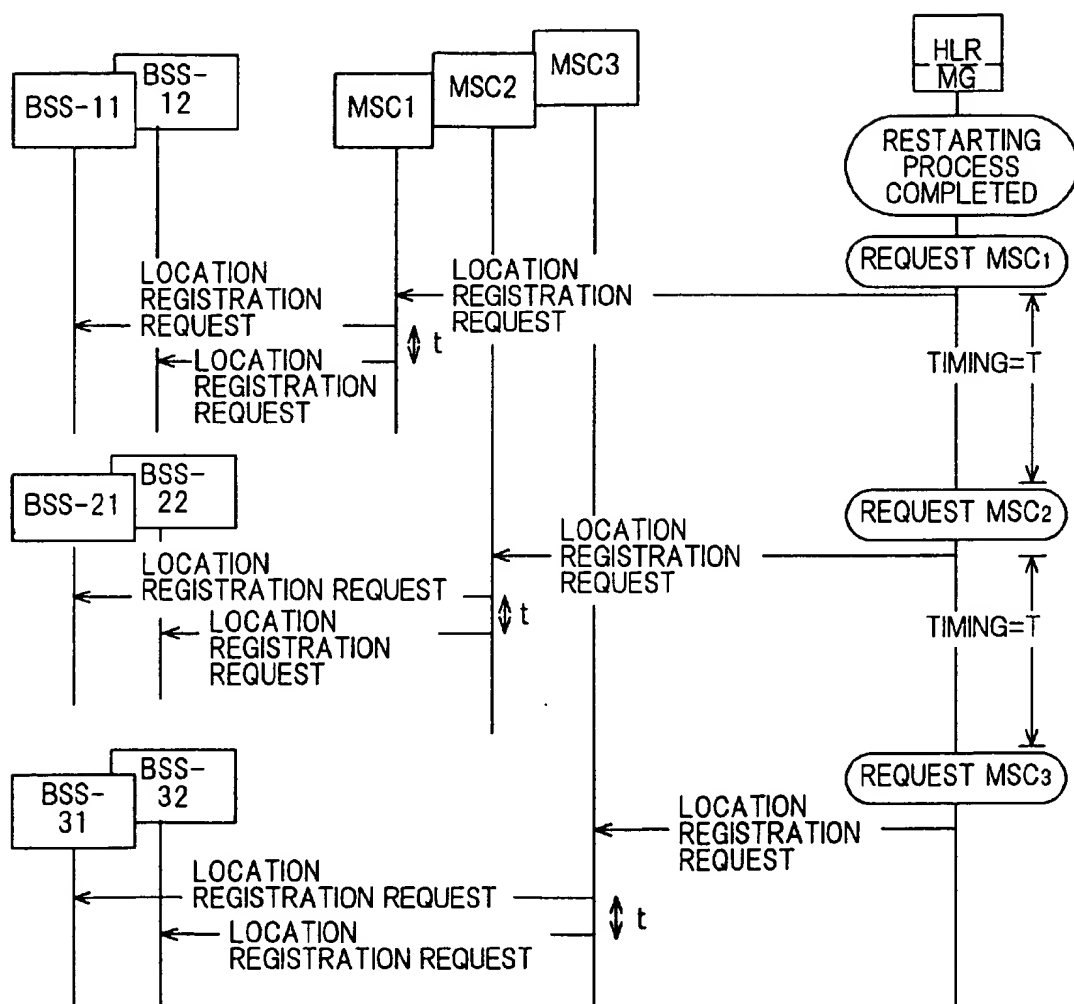 BSS-11
BSS-
12
MSC1
MSC2
MSC3
HLR
MG
RESTARTING
PROCESS
COMPLETED
REQUEST MSC1
LOCATION
REGISTRATION
REQUEST
LOCATION
REGISTRATION
REQUEST
t
LOCATION
REGISTRATION
REQUEST
TIMING=T
BSS-21
BSS-
22
REQUEST MSC2
LOCATION
REGISTRATION
REQUEST
LOCATION
REGISTRATION REQUEST
t
LOCATION
REGISTRATION
REQUEST
TIMING=T
BSS-
31
BSS-
32
REQUEST MSC3
LOCATION
REGISTRATION
REQUEST
LOCATION
REGISTRATION REQUEST
t
LOCATION
REGISTRATION REQUEST